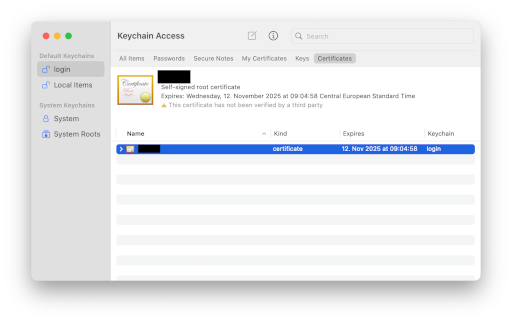 Keychain Access
Search
Default Keychains
login
Local Items
System Keychains
System
System Roots
All Items Passwords Secure Notes My Certificates Keys Certificates
Certificate
Self-signed root certificate
Expires: Wednesday, 12. November 2025 at 09:04:58 Central European Standard Time
This certificate has not been verified by a third party
Name Kind Expires Keychain
certificate 12. Nov 2025 at 09:04:58 login